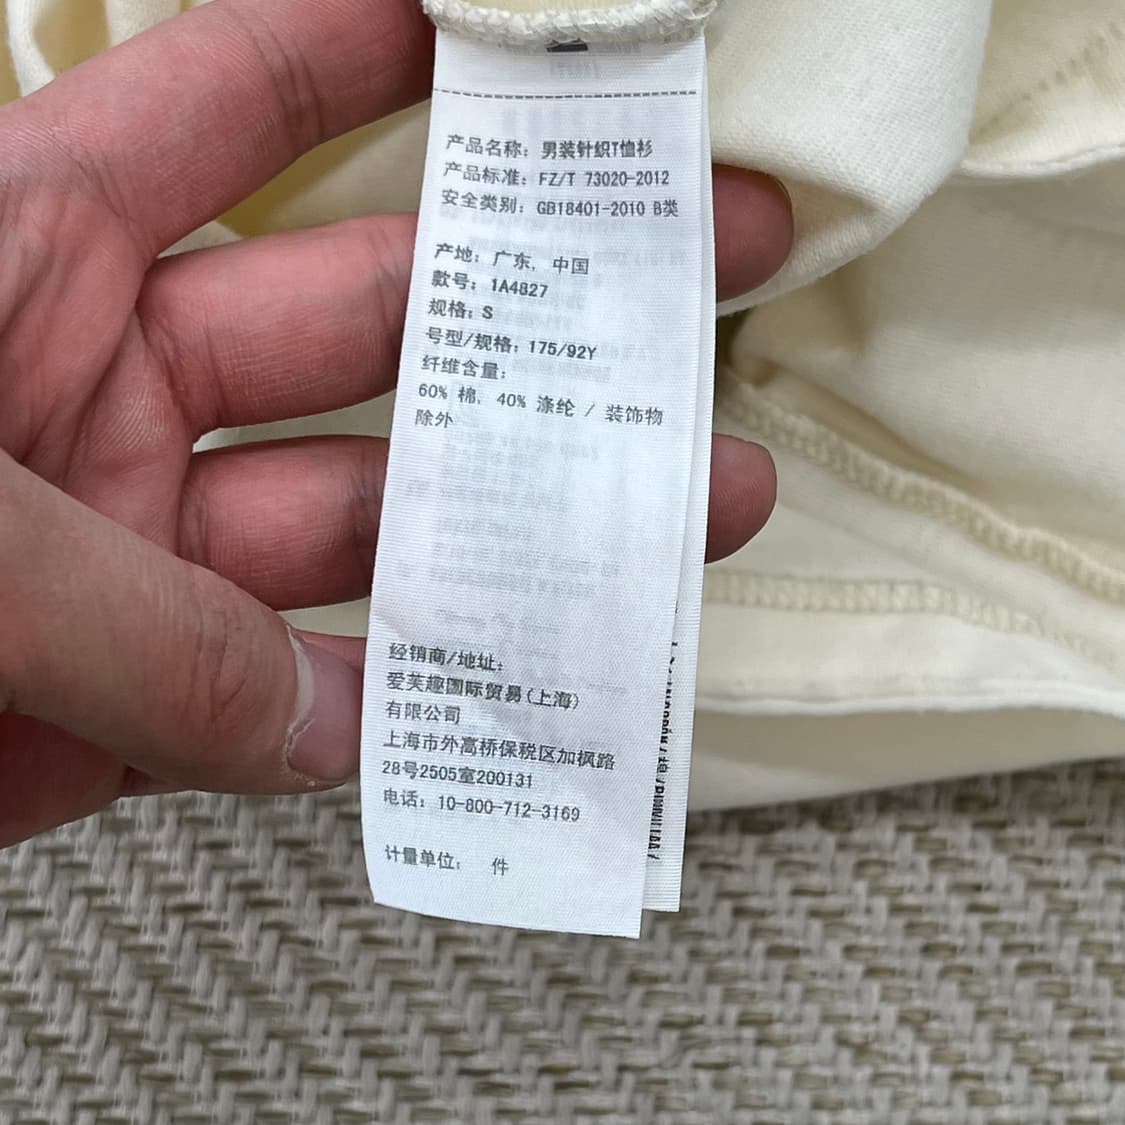 产品名称：男装针织T恤衫
产品标准：FZ/T 73020-2012
安全类别：GB18401-2010 B类
产地：广东，中国
款号：1A4827
规格：S
号型/规格：175/92Y
纤维含量：
60% 棉，40% 涤纶 / 装饰物
除外
经销商/地址：
爱芙趣国际贸易(上海)
有限公司
上海市外高桥保税区加枫路
28号2505室200131
电话：10-800-712-3169
计量单位： 件